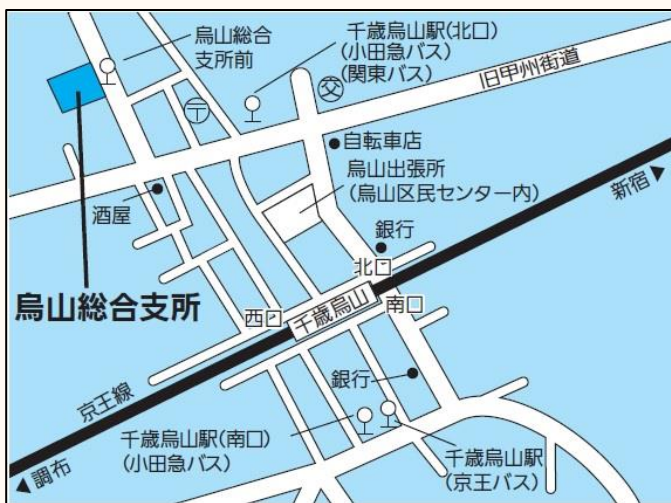 烏山総合
支所前
千歳烏山駅(北口)
(小田急バス)
(関東バス)
交
〒
旧甲州街道
自転車店
烏山出張所
(烏山区民センター内)
新宿▶
酒屋
銀行
北口
烏山総合支所
西口
千歳烏山
南口
京王線
銀行
千歳烏山駅(南口)
(小田急バス)
千歳烏山駅
(京王バス)
◀調布